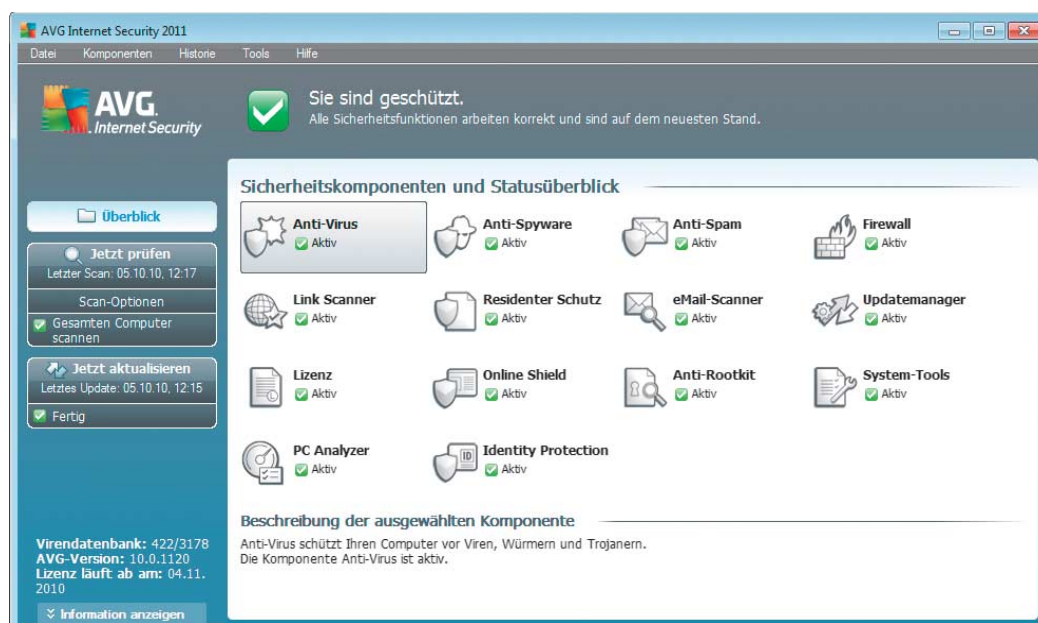 AVG Internet Security 2011
Datei Komponenten Historie Tools Hilfe
AVG.
Internet Security
Sie sind geschützt.
Alle Sicherheitsfunktionen arbeiten korrekt und sind auf dem neuesten Stand.
Überblick
Jetzt prüfen
Letzter Scan: 05.10.10, 12:17
Scan-Optionen
Gesamten Computer
scannen
Jetzt aktualisieren
Letztes Update: 05.10.10, 12:15
Fertig
Virendatenbank: 422/3178
AVG-Version: 10.0.1120
Lizenz läuft ab am: 04.11.
2010
Information anzeigen
Sicherheitskomponenten und Statusüberblick
Anti-Virus
Aktiv
Anti-Spyware
Aktiv
Anti-Spam
Aktiv
Firewall
Aktiv
Link Scanner
Aktiv
Residenter Schutz
Aktiv
eMail-Scanner
Aktiv
Updatemanager
Aktiv
Lizenz
Aktiv
Online Shield
Aktiv
Anti-Rootkit
Aktiv
System-Tools
Aktiv
PC Analyzer
Aktiv
ID
Identity Protection
Aktiv
Beschreibung der ausgewählten Komponente
Anti-Virus schützt Ihren Computer vor Viren, Würmern und Trojanern.
Die Komponente Anti-Virus ist aktiv.